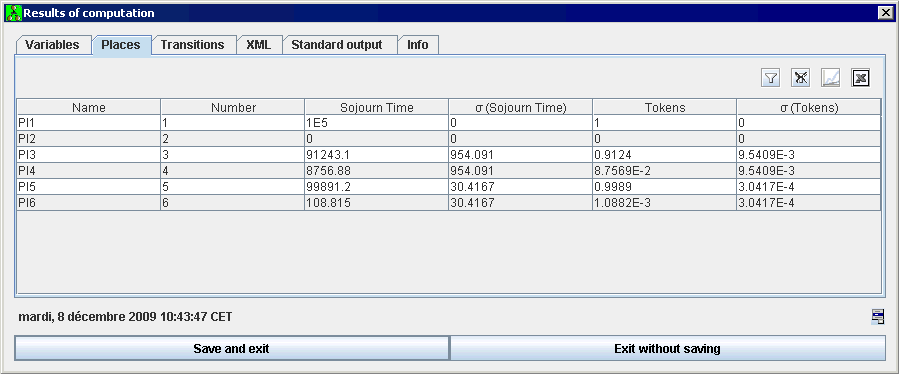 Results of computation
Variables Places Transitions XML Standard output Info
Name Number Sojourn Time σ (Sojourn Time) Tokens σ (Tokens)
Pl1 1 1E5 0 1 0
Pl2 2 0 0 0 0
Pl3 3 91243.1 954.091 0.9124 9.5409E-3
Pl4 4 8756.88 954.091 8.7569E-2 9.5409E-3
Pl5 5 99891.2 30.4167 0.9989 3.0417E-4
Pl6 6 108.815 30.4167 1.0882E-3 3.0417E-4
mardi, 8 décembre 2009 10:43:47 CET
Save and exit Exit without saving